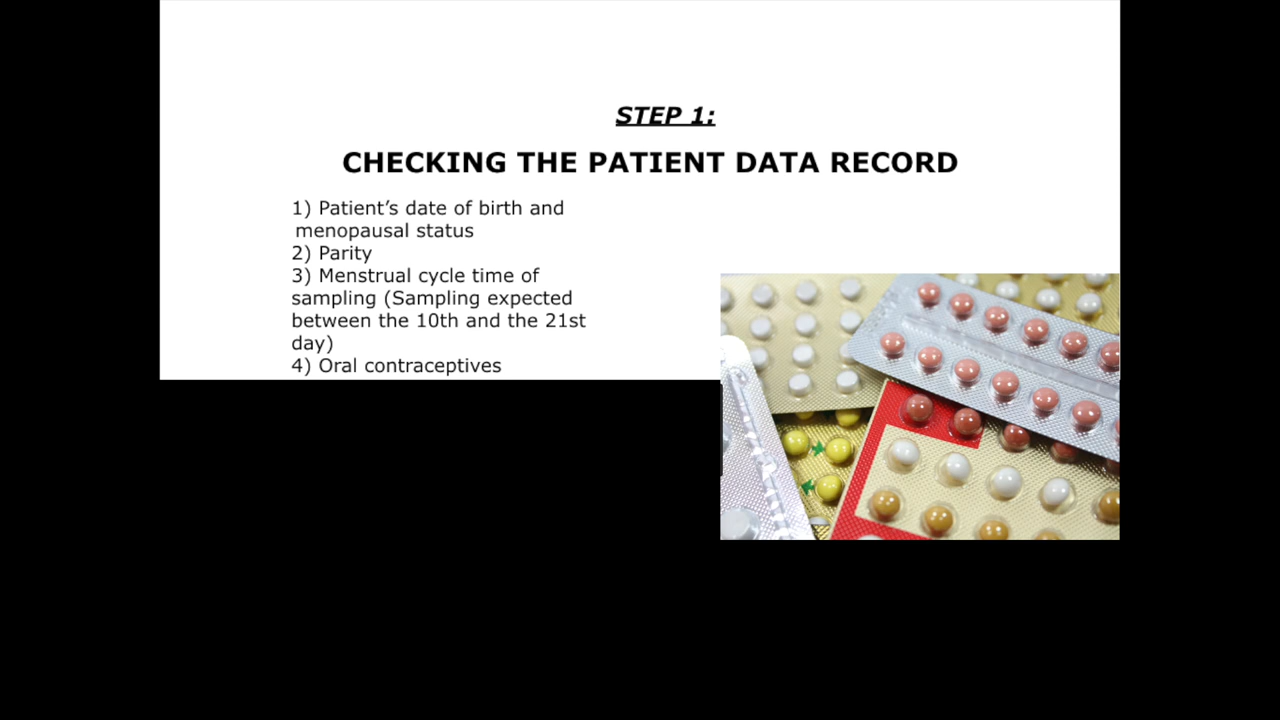 STEP 1:
CHECKING THE PATIENT DATA RECORD
1) Patient’s date of birth and
menopausal status
2) Parity
3) Menstrual cycle time of
sampling (Sampling expected
between the 10th and the 21st
day)
4) Oral contraceptives